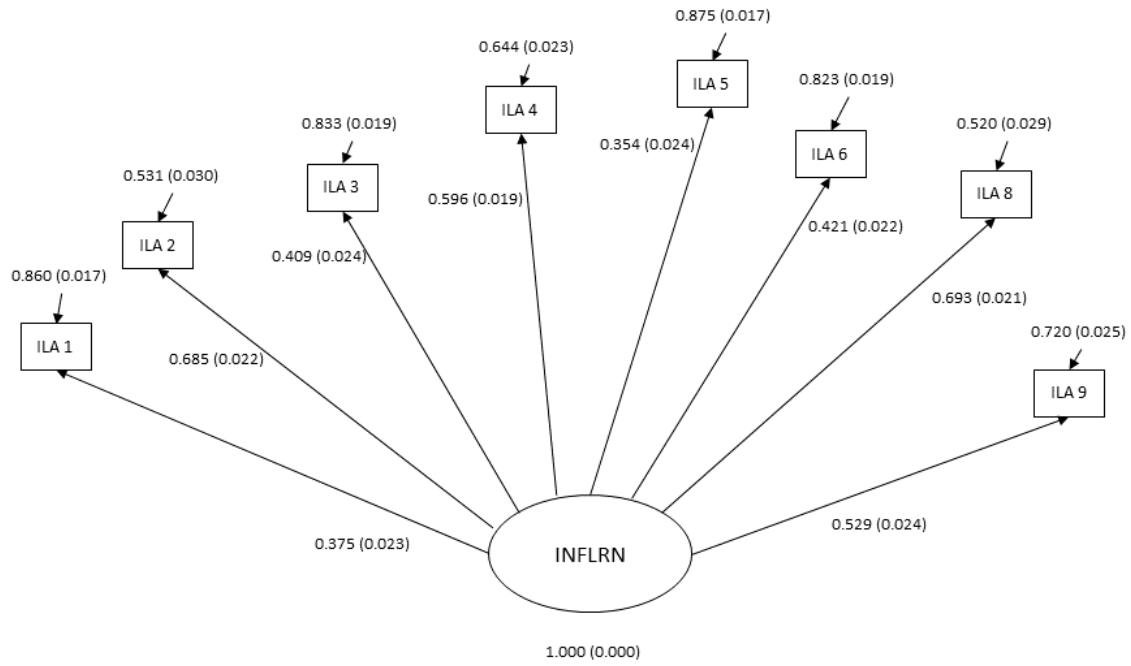 0.875 (0.017)
0.644 (0.023)
ILA 5
0.823 (0.019)
ILA 4
0.833 (0.019)
0.520 (0.029)
0.354 (0.024)
ILA 6
0.531 (0.030)
ILA 3
ILA 8
0.596 (0.019)
0.421 (0.022)
ILA 2
0.409 (0.024)
0.860 (0.017)
0.693 (0.021)
0.720 (0.025)
ILA 1
0.685 (0.022)
ILA 9
0.529 (0.024)
0.375 (0.023)
INFLRN
1.000 (0.000)